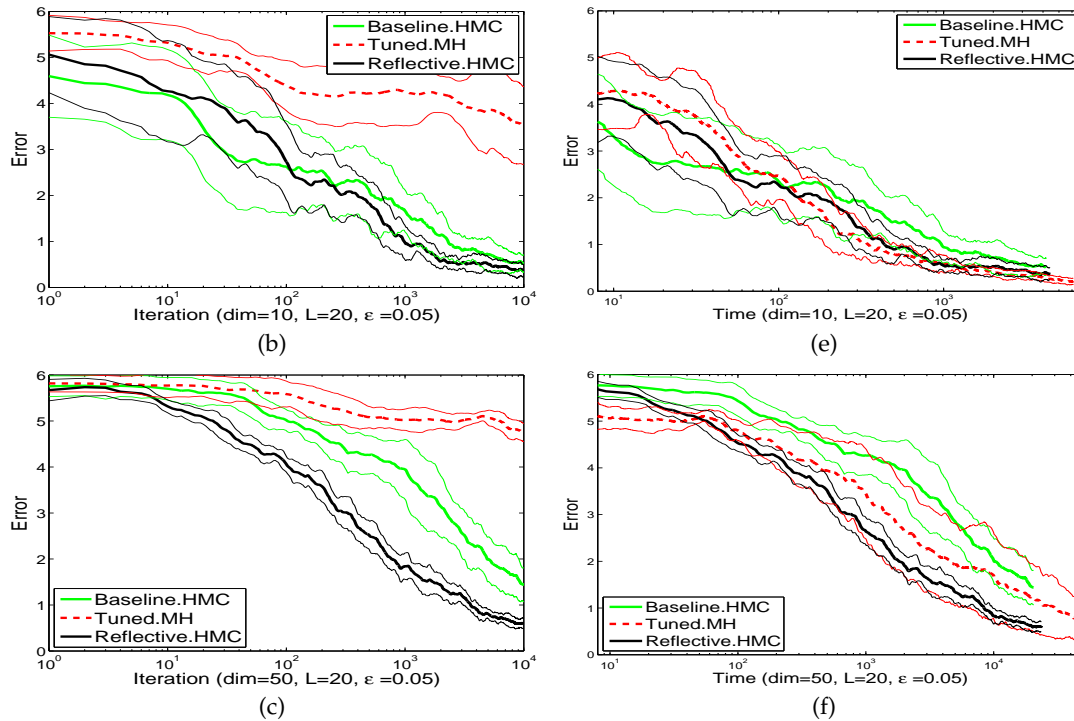 Baseline.HMC
Tuned.MH
Reflective.HMC
Error
6
5
4
3
2
1
0
10^0 10^1 10^2 10^3 10^4
Iteration (dim=10, L=20, ε =0.05)
(b)
Baseline.HMC
Tuned.MH
Reflective.HMC
Error
6
5
4
3
2
1
0
10^1 10^2 10^3
Time (dim=10, L=20, ε =0.05)
(e)
Error
6
5
4
3
2
1
0
Baseline.HMC
Tuned.MH
Reflective.HMC
10^0 10^1 10^2 10^3 10^4
Iteration (dim=50, L=20, ε =0.05)
(c)
Error
6
5
4
3
2
1
0
Baseline.HMC
Tuned.MH
Reflective.HMC
10^1 10^2 10^3 10^4
Time (dim=50, L=20, ε =0.05)
(f)